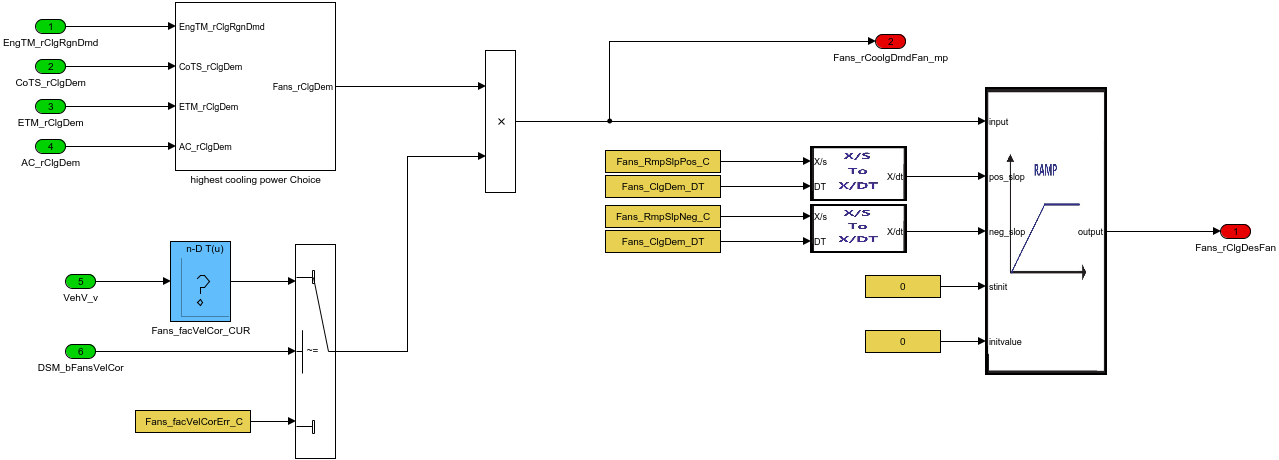 1
EngTM_rClgRgnDmd
2
CoTS_rClgDem
3
ETM_rClgDem
4
AC_rClgDem
EngTM_rClgRgnDmd
CoTS_rClgDem
ETM_rClgDem
AC_rClgDem
Fans_rClgDem
highest cooling power Choice
×
2
Fans_rCoolgDmdFan_mp
Fans_RmpSlpPos_C
Fans_ClgDem_DT
Fans_RmpSlpNeg_C
Fans_ClgDem_DT
X/s
DT
X/S
To
X/DT
X/dt
X/s
DT
X/S
To
X/DT
X/dt
0
0
input
pos_slop
neg_slop
stinit
initvalue
RAMP
output
1
Fans_rClgDesFan
5
VehV_v
n-D T(u)
?
Fans_facVelCor_CUR
6
DSM_bFansVelCor
Fans_facVelCorErr_C
~=